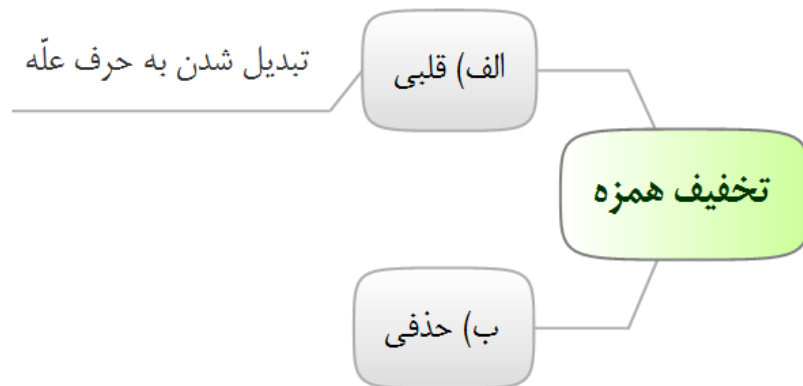 تخفیف همزه
الف) قلبی
تبدیل شدن به حرف علّه
ب) حذفی